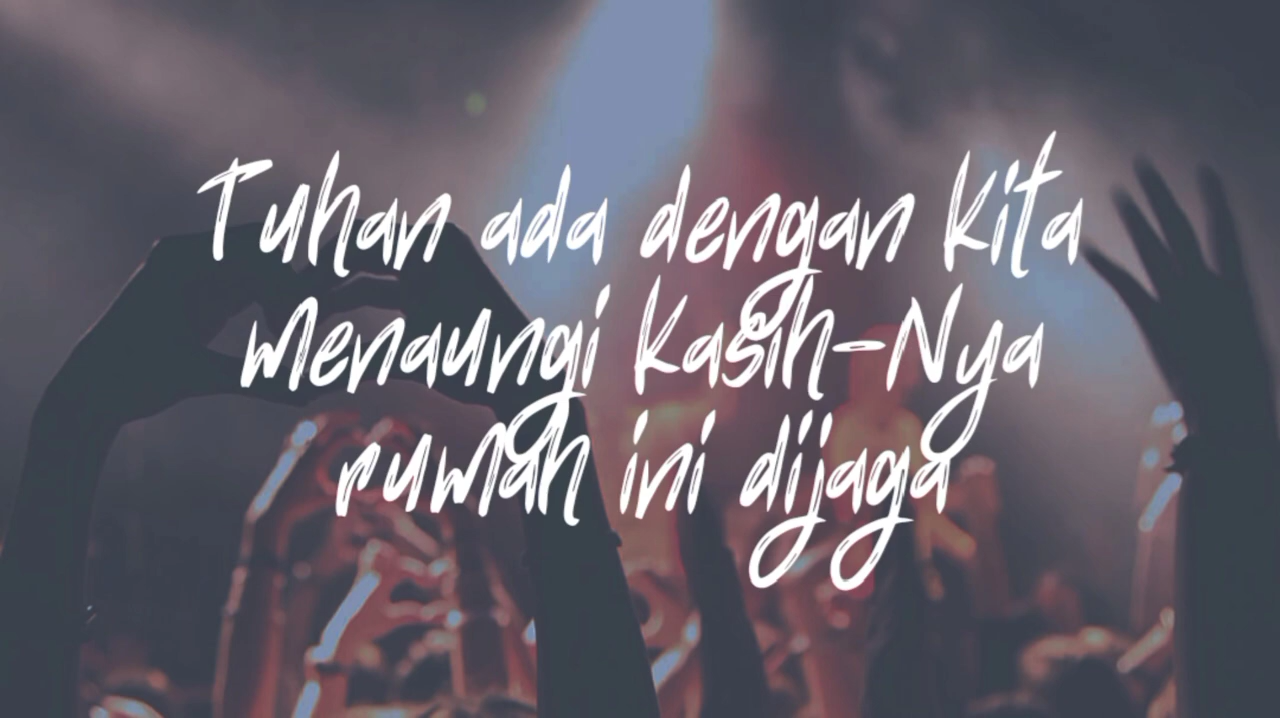 Tuhan ada dengan kita
menaungi kasih-Nya
rumah ini dijaga